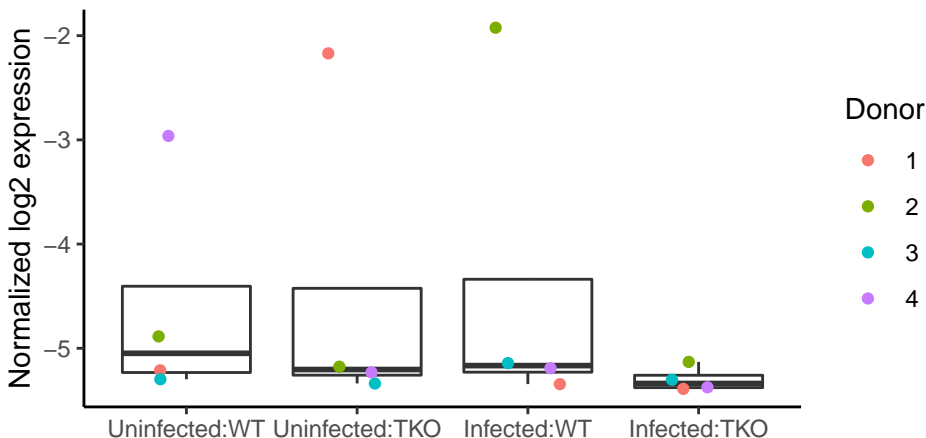 Normalized log2 expression
−2
−3
−4
−5
Uninfected:WT
Uninfected:TKO
Infected:WT
Infected:TKO
Donor
1
2
3
4